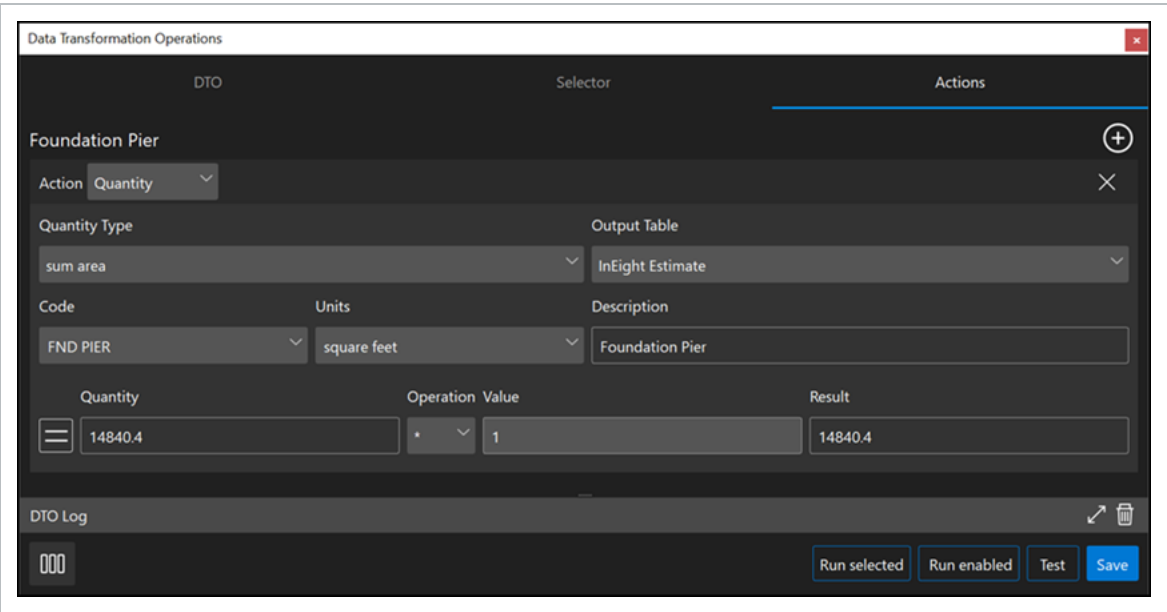 Data Transformation Operations
DTO Selector Actions
Foundation Pier
Action Quantity
Quantity Type Output Table
sum area InEight Estimate
Code Units Description
FND PIER square feet Foundation Pier
Quantity Operation Value Result
14840.4 * 1 14840.4
DTO Log
Run selected Run enabled Test Save